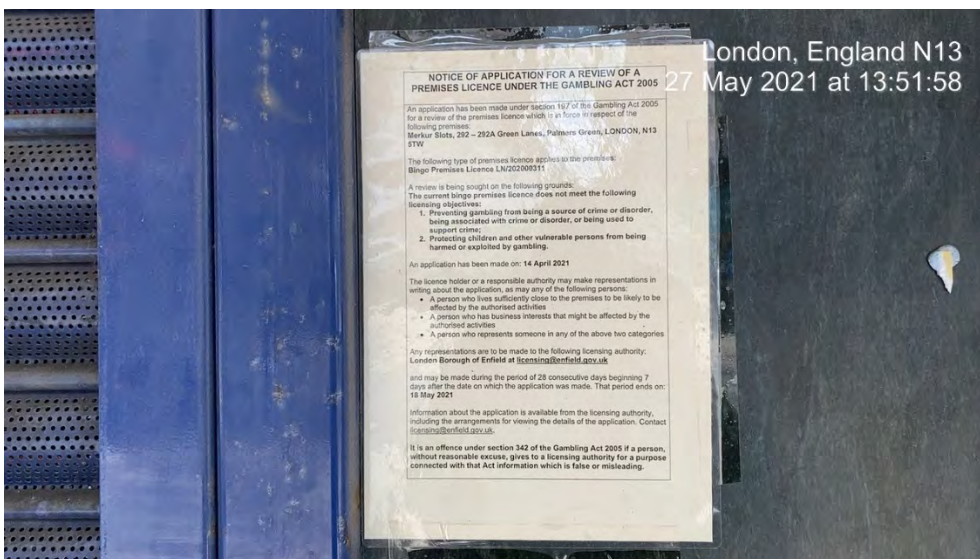 London, England N13
27 May 2021 at 13:51:58
NOTICE OF APPLICATION FOR A REVIEW OF A
PREMISES LICENCE UNDER THE GAMBLING ACT 2005
An application has been made under section 197 of the Gambling Act 2005
for a review of the premises licence which is in force in respect of the
following premises:
Merkur Slots, 292 – 292A Green Lanes, Palmers Green, LONDON, N13
5TW
The following type of premises licence applies to the premises:
Bingo Premises Licence LN/202000311
A review is being sought on the following grounds:
The current bingo premises licence does not meet the following
licensing objectives:
1. Preventing gambling from being a source of crime or disorder,
being associated with crime or disorder, or being used to
support crime;
2. Protecting children and other vulnerable persons from being
harmed or exploited by gambling.
An application has been made on: 14 April 2021
The licence holder or a responsible authority may make representations in
writing about the application, as may any of the following persons:
• A person who lives sufficiently close to the premises to be likely to be
affected by the authorised activities
• A person who has business interests that might be affected by the
authorised activities
• A person who represents someone in any of the above two categories
Any representations are to be made to the following licensing authority:
London Borough of Enfield at licensing@enfield.gov.uk
and may be made during the period of 28 consecutive days beginning 7
days after the date on which the application was made. That period ends on:
18 May 2021
Information about the application is available from the licensing authority,
including the arrangements for viewing the details of the application. Contact
licensing@enfield.gov.uk.
It is an offence under section 342 of the Gambling Act 2005 if a person,
without reasonable excuse, gives to a licensing authority for a purpose
connected with that Act information which is false or misleading.